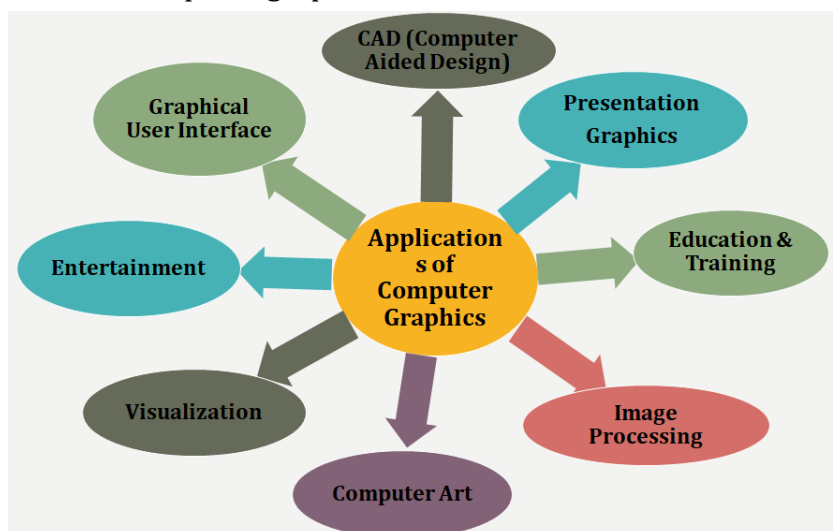 CAD (Computer
Aided Design)
Graphical
User Interface
Presentation
Graphics
Application
s of
Computer
Graphics
Education &
Training
Entertainment
Visualization
Image
Processing
Computer Art